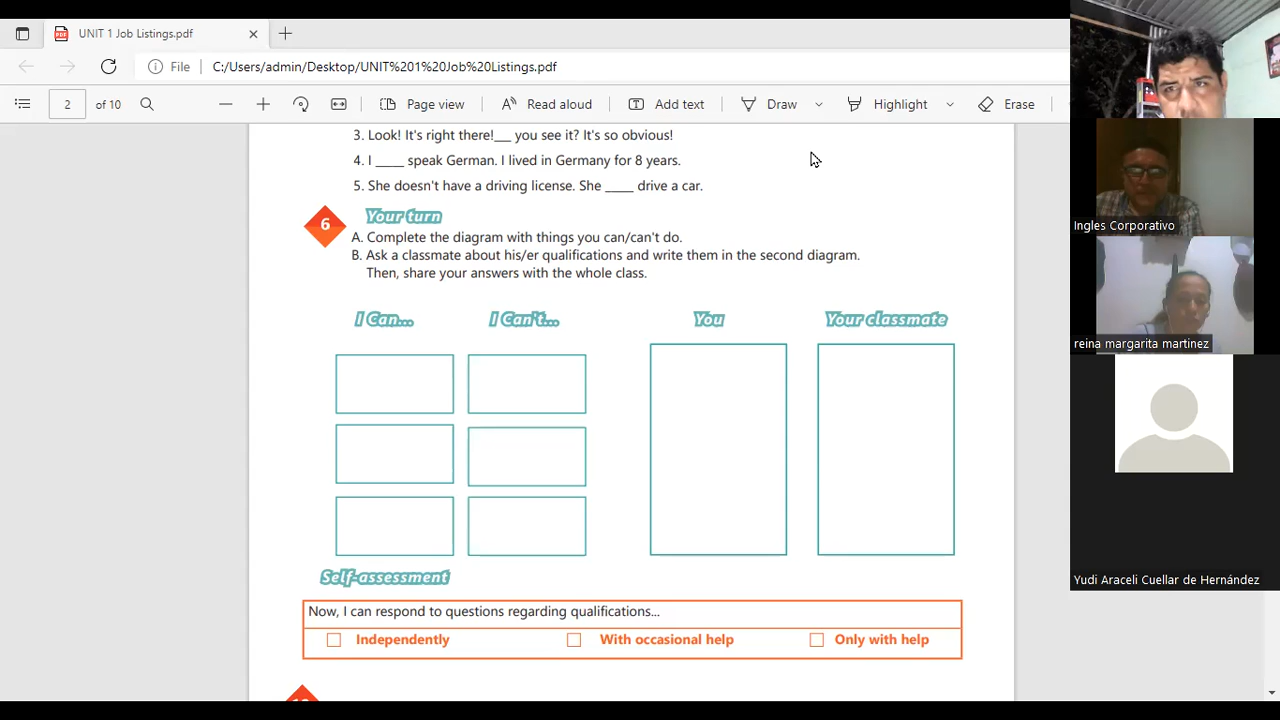 UNIT 1 Job Listings.pdf
File
C:/Users/admin/Desktop/UNIT%201%20Job%20Listings.pdf
2
of 10
Page view
Read aloud
Add text
Draw
Highlight
Erase
3. Look! It's right there!__ you see it? It's so obvious!
4. I ____ speak German. I lived in Germany for 8 years.
5. She doesn't have a driving license. She ____ drive a car.
6
Your turn
A. Complete the diagram with things you can/can't do.
B. Ask a classmate about his/er qualifications and write them in the second diagram.
Then, share your answers with the whole class.
I Can...
I Can't...
You
Your classmate
Self-assessment
Now, I can respond to questions regarding qualifications...
Independently
With occasional help
Only with help
Ingles Corporativo
reina margarita martinez
Yudi Araceli Cuellar de Hernández